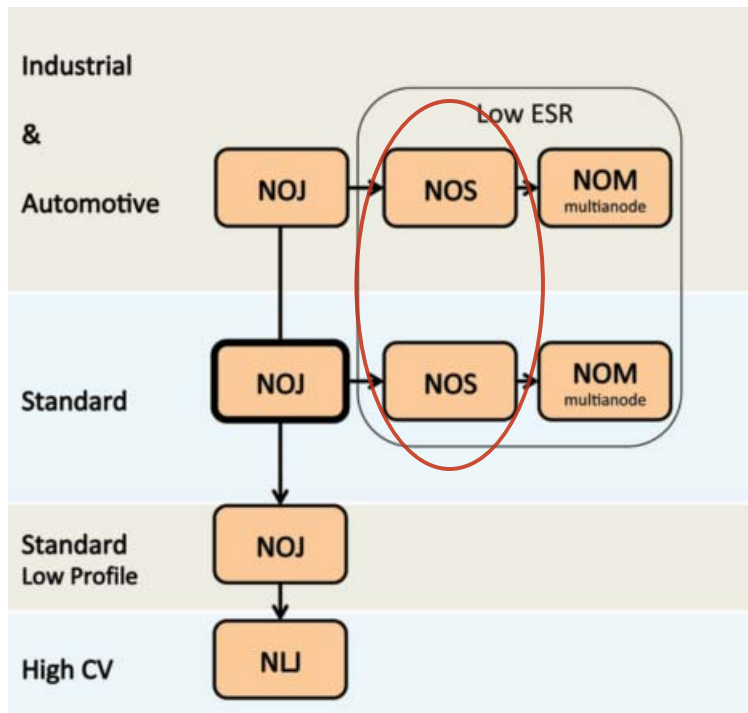 Industrial
&
Automotive
Low ESR
NOJ
NOS
NOM
multianode
Standard
NOJ
NOS
NOM
multianode
Standard
Low Profile
NOJ
High CV
NLJ